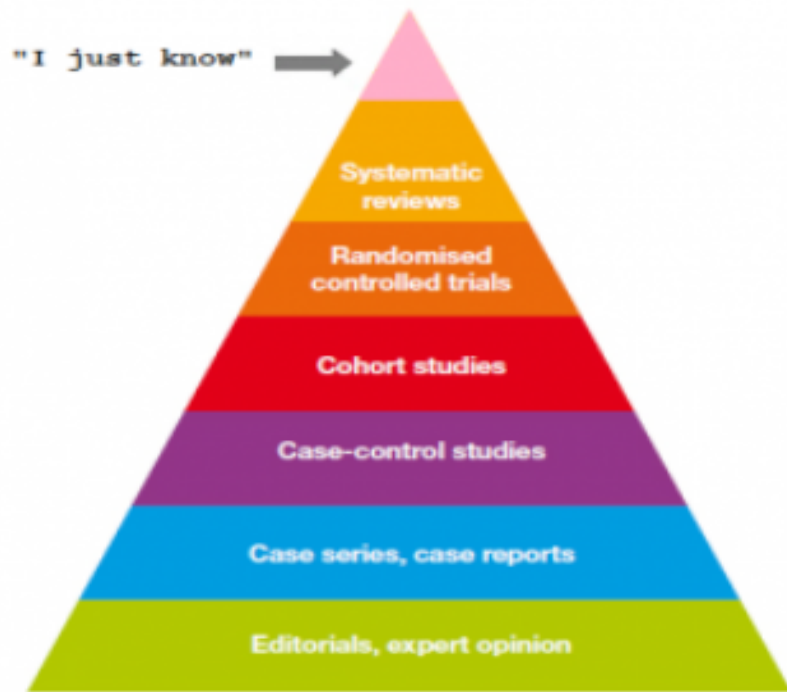 "I just know"
Systematic
reviews
Randomised
controlled trials
Cohort studies
Case-control studies
Case series, case reports
Editorials, expert opinion